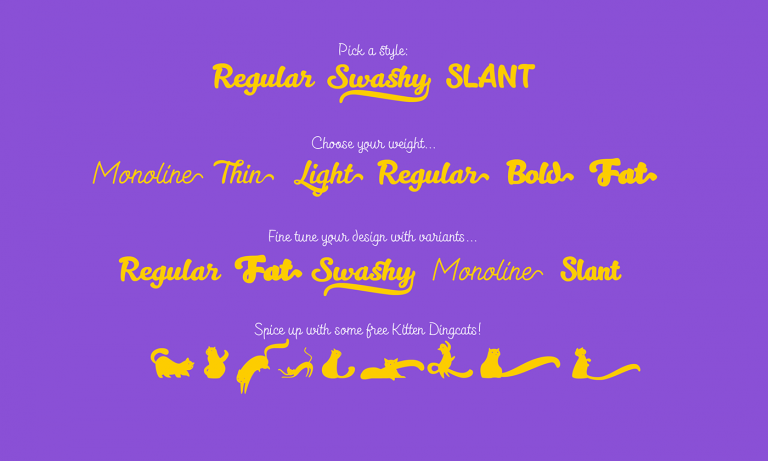 Pick a style:
Regular Swashy SLANT
Choose your weight...
Monoline Thin Light Regular Bold Fat
Fine tune your design with variants...
Regular Fat Swashy Monoline Slant
Spice up with some free Kitten Dingcats!